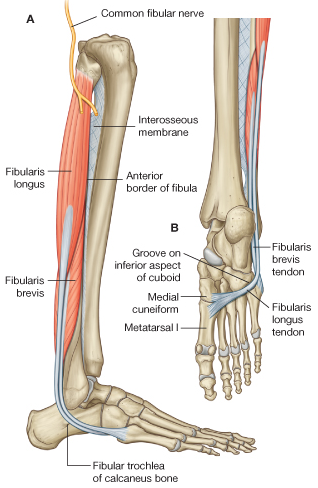 A
Common fibular nerve
Interosseous
membrane
Fibularis
longus
Anterior
border of fibula
B
Groove on
inferior aspect
of cuboid
Fibularis
brevis
tendon
Fibularis
brevis
Medial
cuneiform
Fibularis
longus
tendon
Metatarsal I
Fibular trochlea
of calcaneus bone